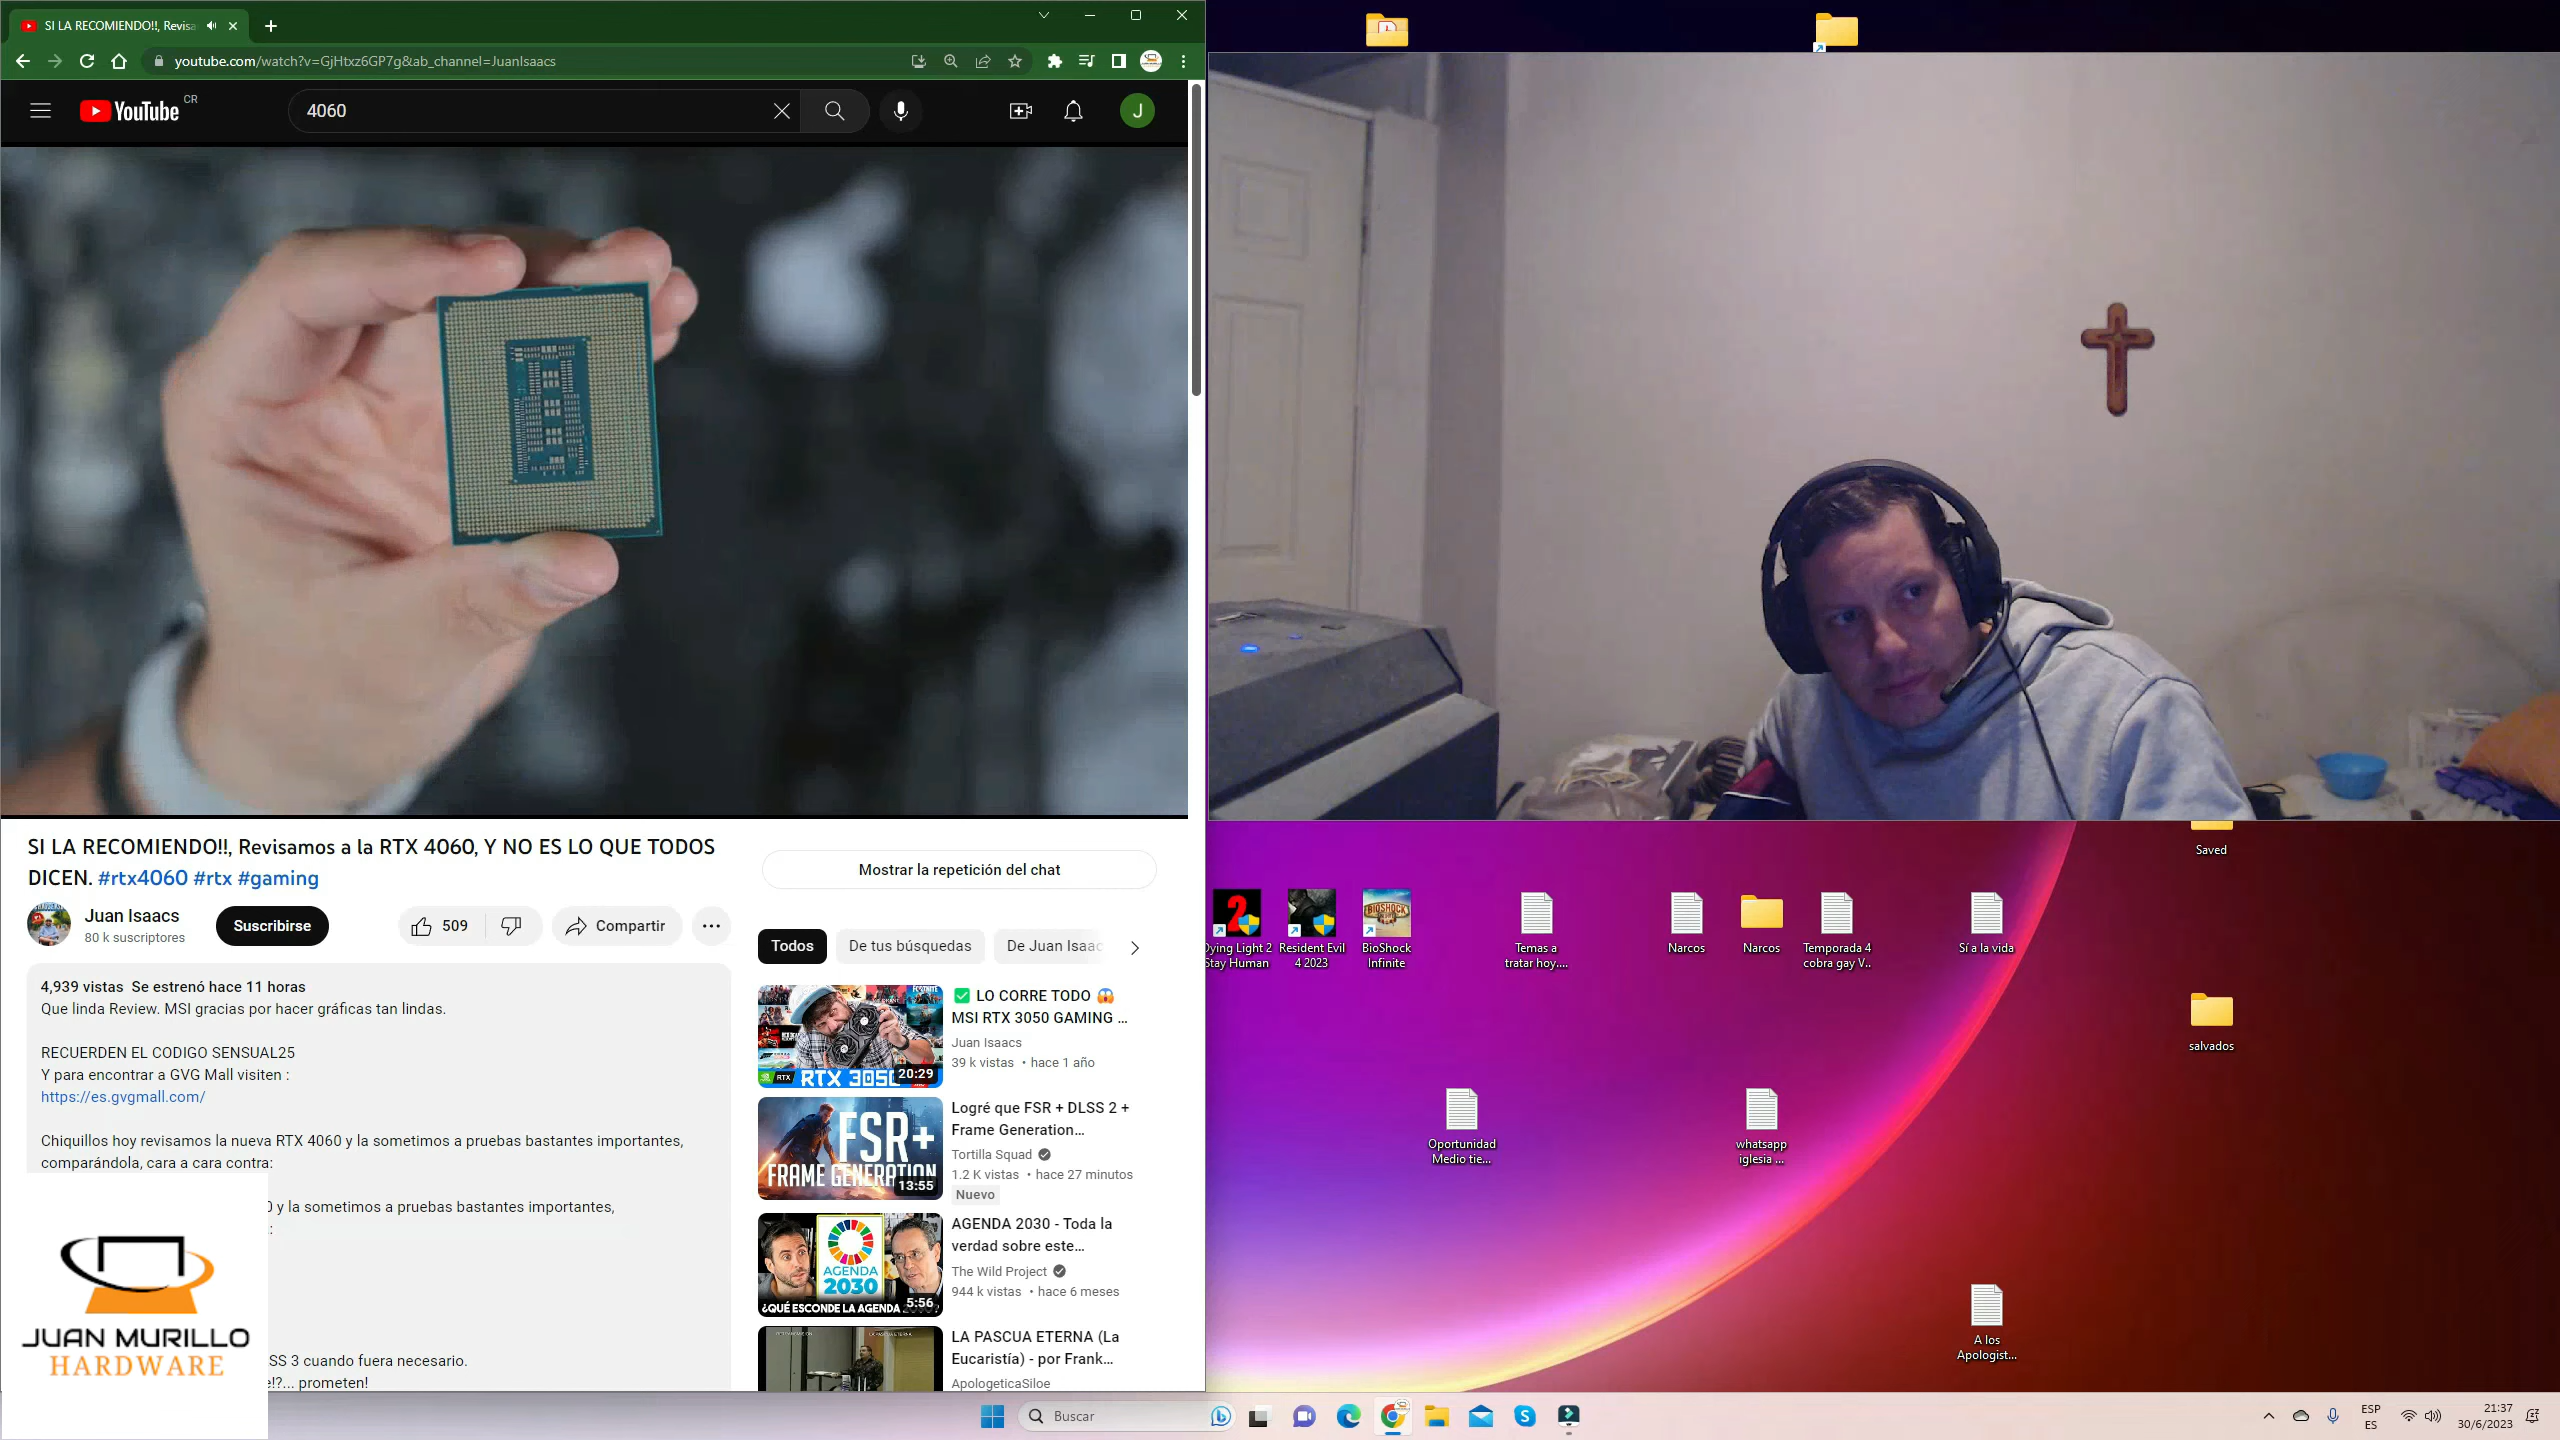 SI LA RECOMIENDO!!, Revisa
youtube.com/watch?v=GjHtxz6GP7g&ab_channel=JuanIsaacs
YouTube CR
4060
J
SI LA RECOMIENDO!!, Revisamos a la RTX 4060, Y NO ES LO QUE TODOS
DICEN. #rtx4060 #rtx #gaming
Juan Isaacs
80 k suscriptores
Suscribirse
509
Compartir
4,939 vistas Se estrenó hace 11 horas
Que linda Review. MSI gracias por hacer gráficas tan lindas.
RECUERDEN EL CODIGO SENSUAL25
Y para encontrar a GVG Mall visiten :
https://es.gvgmall.com/
Chiquillos hoy revisamos la nueva RTX 4060 y la sometimos a pruebas bastantes importantes,
comparándola, cara a cara contra:
0 y la sometimos a pruebas bastantes importantes,
:
SS 3 cuando fuera necesario.
e!?... prometen!
JUAN MURILLO
HARDWARE
Mostrar la repetición del chat
Todos
De tus búsquedas
De Juan Isaac
RTX
RTX 3050
20:29
LO CORRE TODO
MSI RTX 3050 GAMING ...
Juan Isaacs
39 k vistas • hace 1 año
FSR+
FRAME GENERATION
13:55
Logré que FSR + DLSS 2 +
Frame Generation...
Tortilla Squad
1.2 K vistas • hace 27 minutos
Nuevo
AGENDA
2030
¿QUÉ ESCONDE LA AGENDA
5:56
AGENDA 2030 - Toda la
verdad sobre este...
The Wild Project
944 k vistas • hace 6 meses
LA PASCUA ETERNA (La
Eucaristía) - por Frank...
ApologeticaSiloe
Saved
Dying Light 2
Stay Human
Resident Evil
4 2023
BIOSHOCK
BioShock
Infinite
Temas a
tratar hoy....
Narcos
Narcos
Temporada 4
cobra gay V..
Sí a la vida
salvados
Oportunidad
Medio tie...
whatsapp
iglesia ...
A los
Apologist...
Buscar
ESP
ES
21:37
30/6/2023